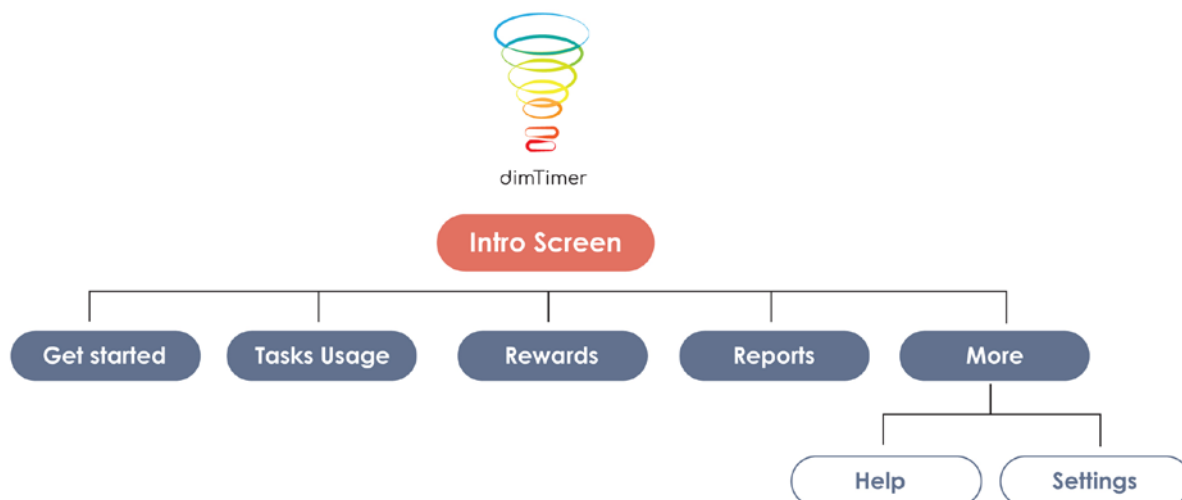 dimTimer
Intro Screen
Get started
Tasks Usage
Rewards
Reports
More
Help
Settings